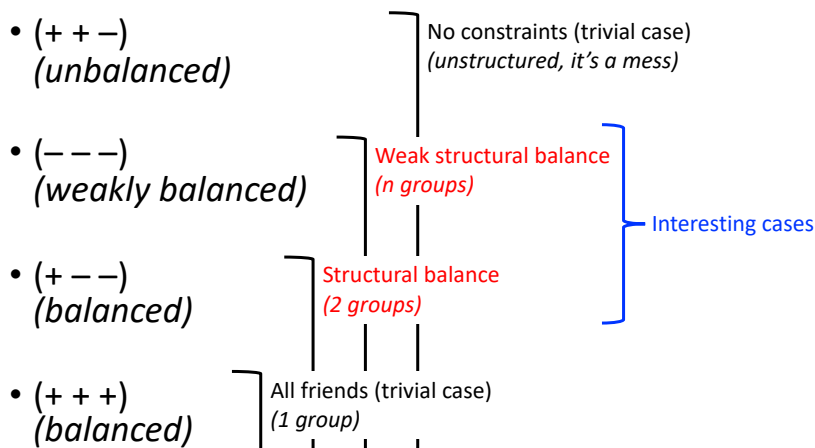 • (+ + –)
(unbalanced)
No constraints (trivial case)
(unstructured, it's a mess)
• (– – –)
(weakly balanced)
Weak structural balance
(n groups)
Interesting cases
• (+ – –)
(balanced)
Structural balance
(2 groups)
• (+ + +)
(balanced)
All friends (trivial case)
(1 group)